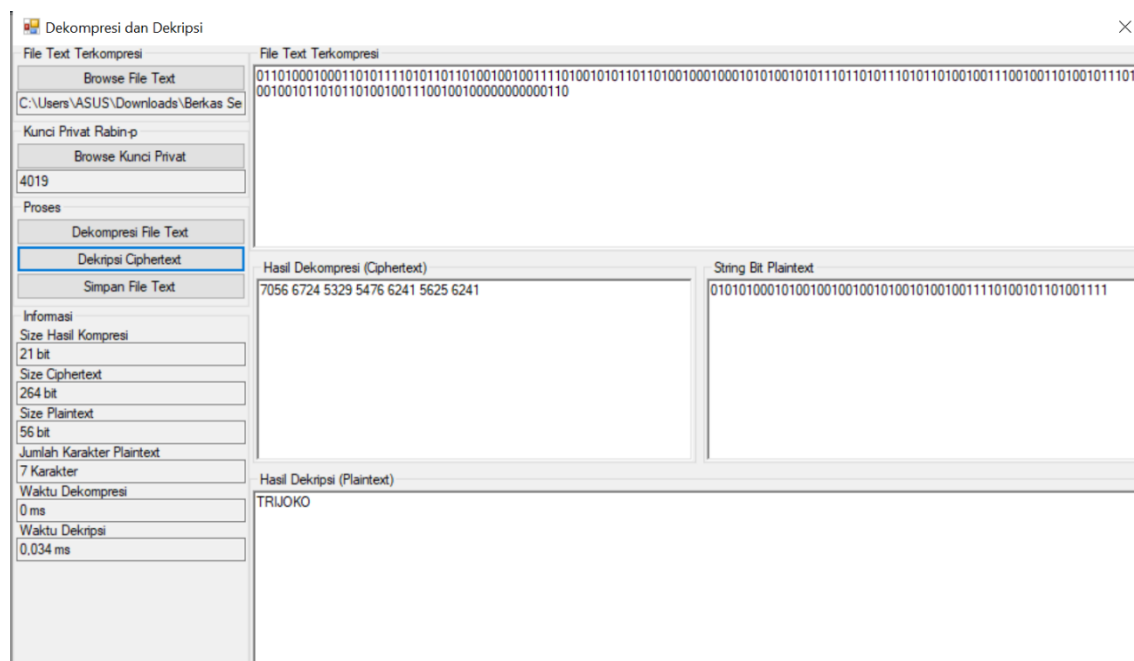 Dekompresi dan Dekripsi
File Text Terkompresi
Browse File Text
C:\Users\ASUS\Downloads\Berkas Se
Kunci Privat Rabin-p
Browse Kunci Privat
4019
Proses
Dekompresi File Text
Dekripsi Ciphertext
Simpan File Text
Informasi
Size Hasil Kompresi
21 bit
Size Ciphertext
264 bit
Size Plaintext
56 bit
Jumlah Karakter Plaintext
7 Karakter
Waktu Dekompresi
0 ms
Waktu Dekripsi
0,034 ms
File Text Terkompresi
Hasil Dekompresi (Ciphertext)
7056 6724 5329 5476 6241 5625 6241
String Bit Plaintext
01010100010100100100100101001010010011110100101101001111
Hasil Dekripsi (Plaintext)
TRIJOKO